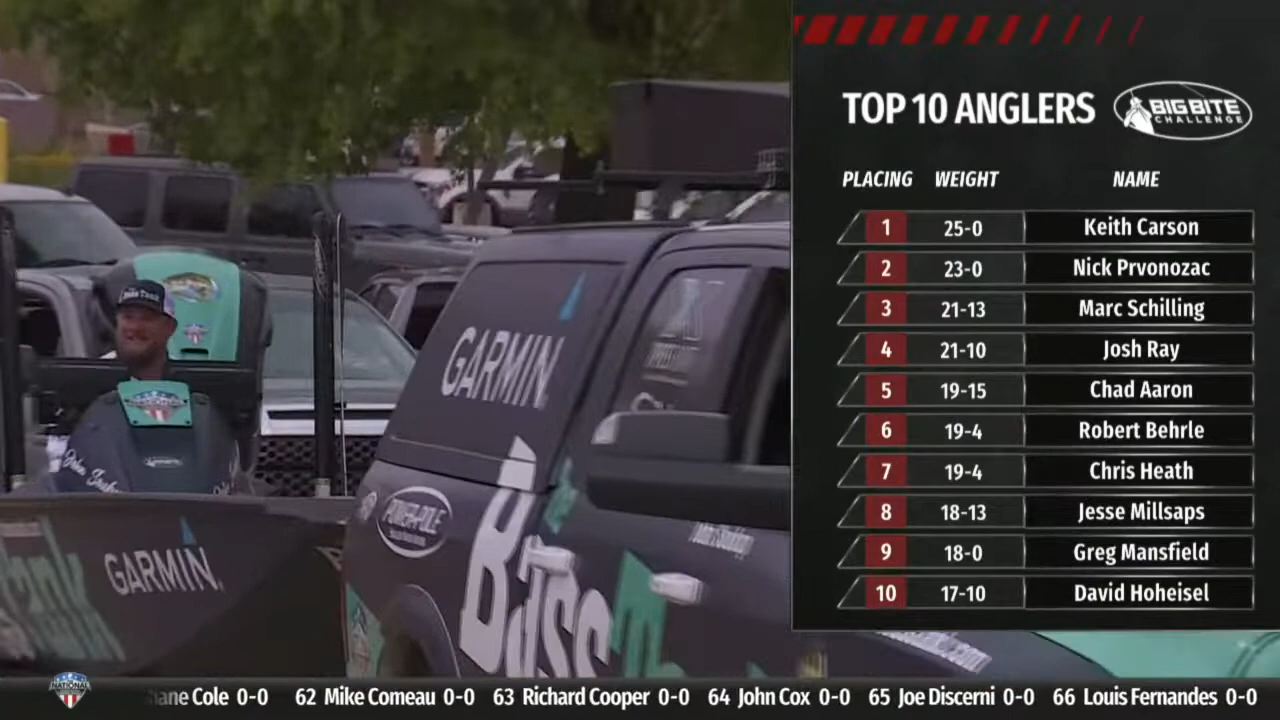 TOP 10 ANGLERS
BIG BITE
CHALLENGE
PLACING WEIGHT NAME
1 25-0 Keith Carson
2 23-0 Nick Prvonozac
3 21-13 Marc Schilling
4 21-10 Josh Ray
5 19-15 Chad Aaron
6 19-4 Robert Behrle
7 19-4 Chris Heath
8 18-13 Jesse Millsaps
9 18-0 Greg Mansfield
10 17-10 David Hoheisel
GARMIN
POWER-POLE
Bass
GARMIN
NATIONAL
Cole 0-0 62 Mike Comeau 0-0 63 Richard Cooper 0-0 64 John Cox 0-0 65 Joe Discerni 0-0 66 Louis Fernandes 0-0